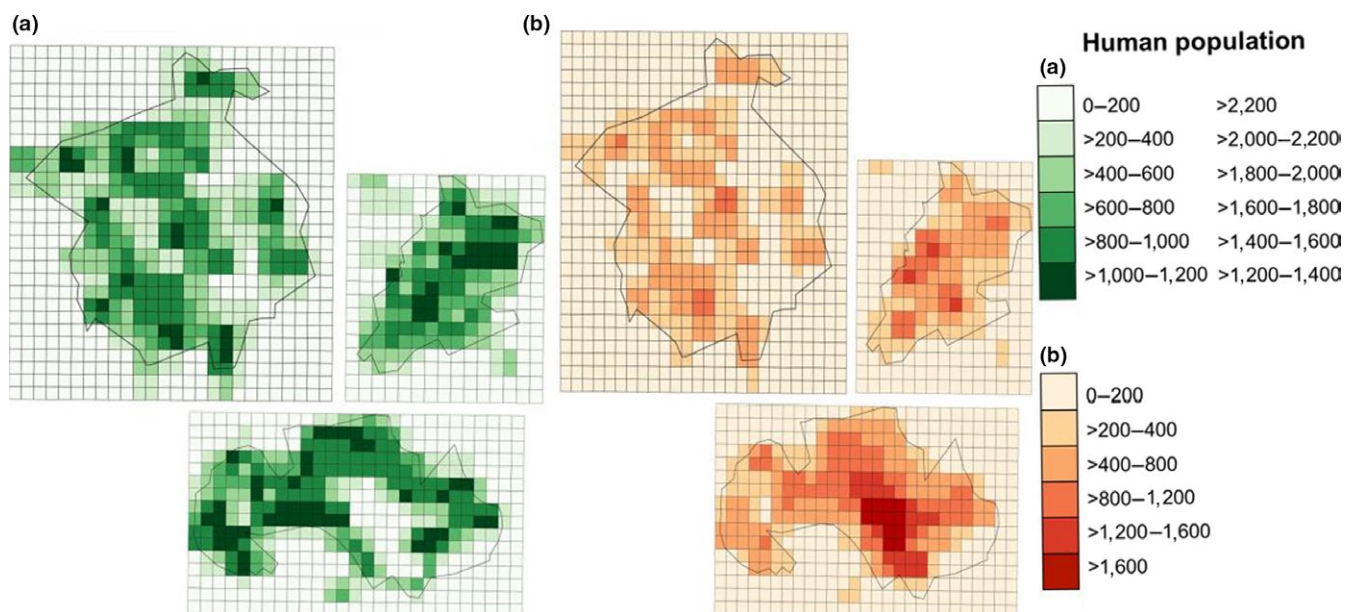 (a)
(b)
Human population
(a)
0–200 >2,200
>200–400 >2,000–2,200
>400–600 >1,800–2,000
>600–800 >1,600–1,800
>800–1,000 >1,400–1,600
>1,000–1,200 >1,200–1,400
(b)
0–200
>200–400
>400–800
>800–1,200
>1,200–1,600
>1,600